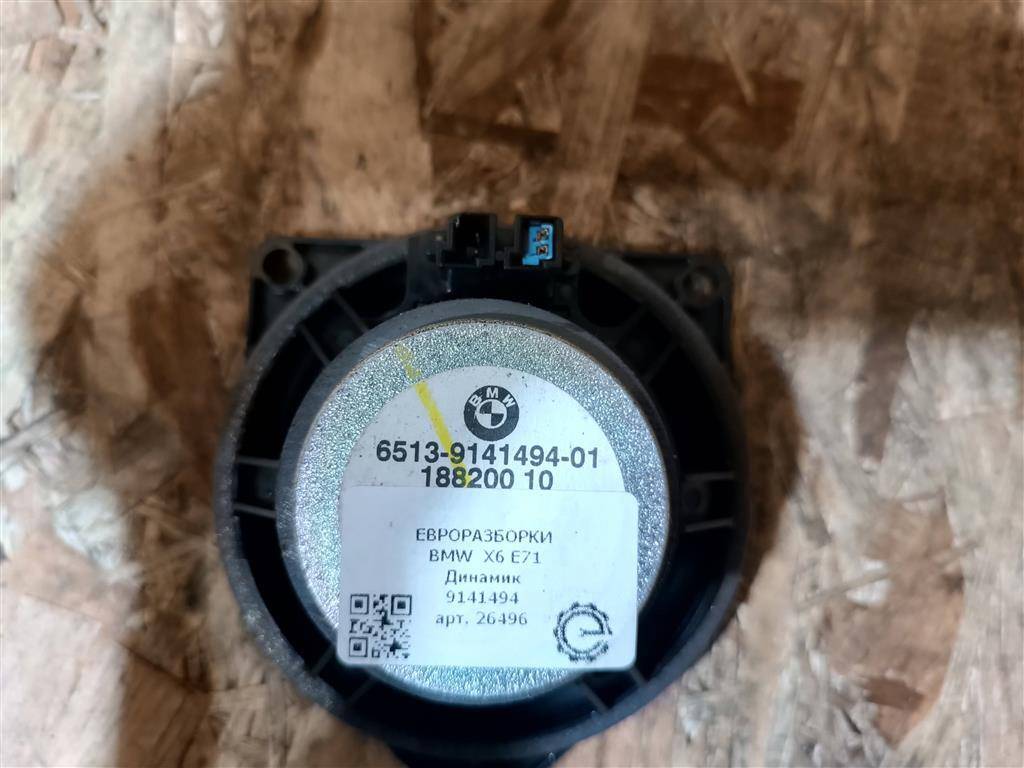 BMW
6513-9141494-01
188200 10
ЕВРОРАЗБОРКИ
BMW X6 E71
Динамик
9141494
арт. 26496